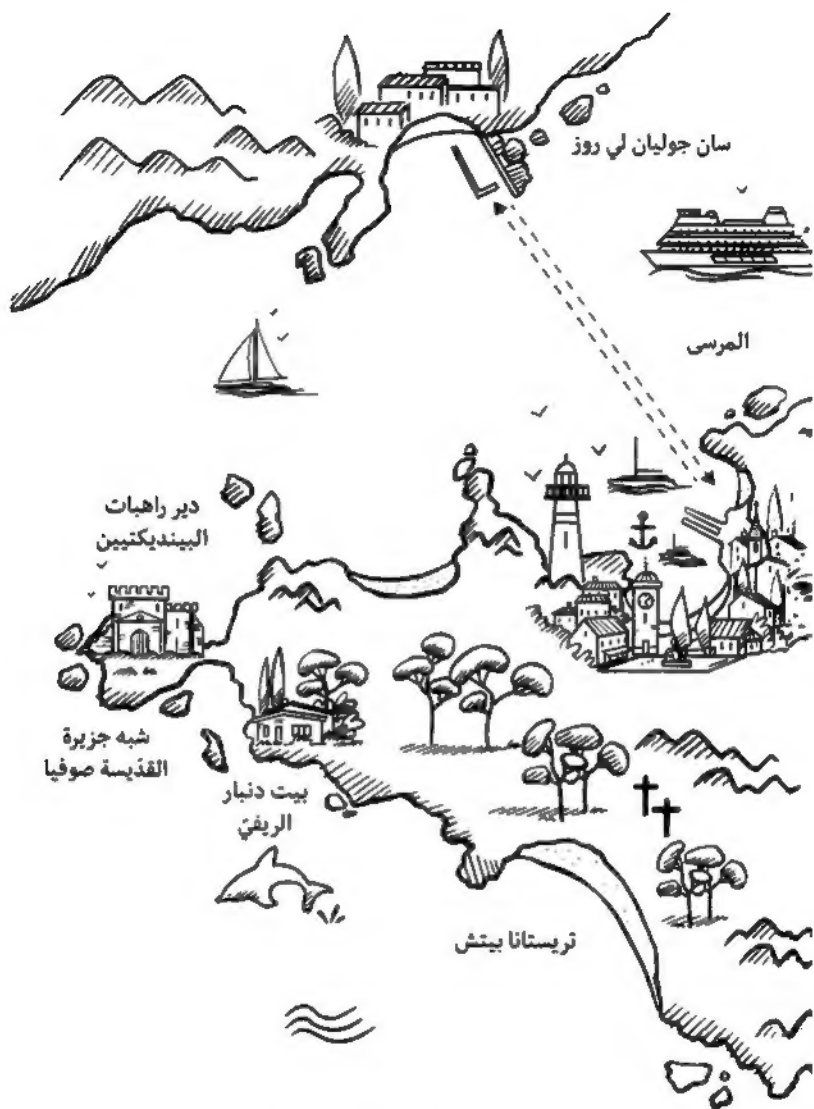 سان جوليان لي روز
المرسى
دير راهبات
البينديكتيين
شبه جزيرة
القدّيسة صوفيا
بيت دنبار
الريفيّ
تريستانا بيتش